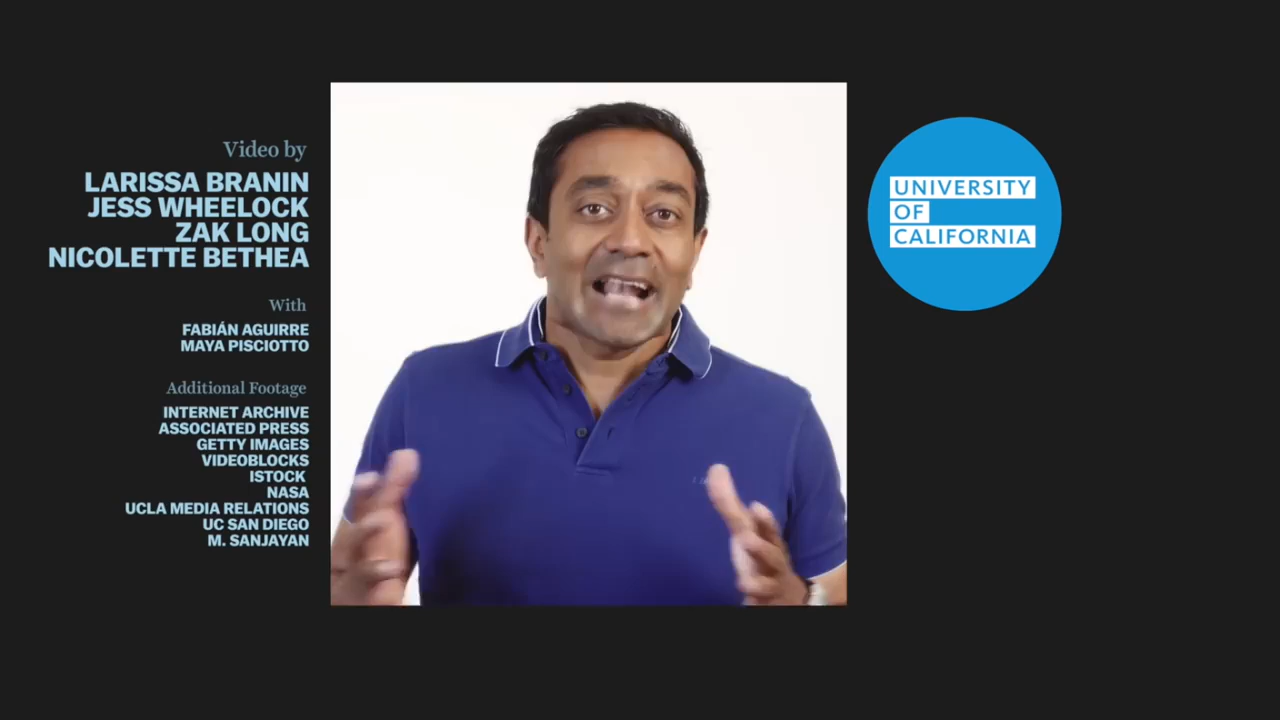 Video by
LARISSA BRANIN
JESS WHEELOCK
ZAK LONG
NICOLETTE BETHEA
With
FABIÁN AGUIRRE
MAYA PISCIOTTO
Additional Footage
INTERNET ARCHIVE
ASSOCIATED PRESS
GETTY IMAGES
VIDEOBLOCKS
ISTOCK
NASA
UCLA MEDIA RELATIONS
UC SAN DIEGO
M. SANJAYAN
UNIVERSITY
OF
CALIFORNIA